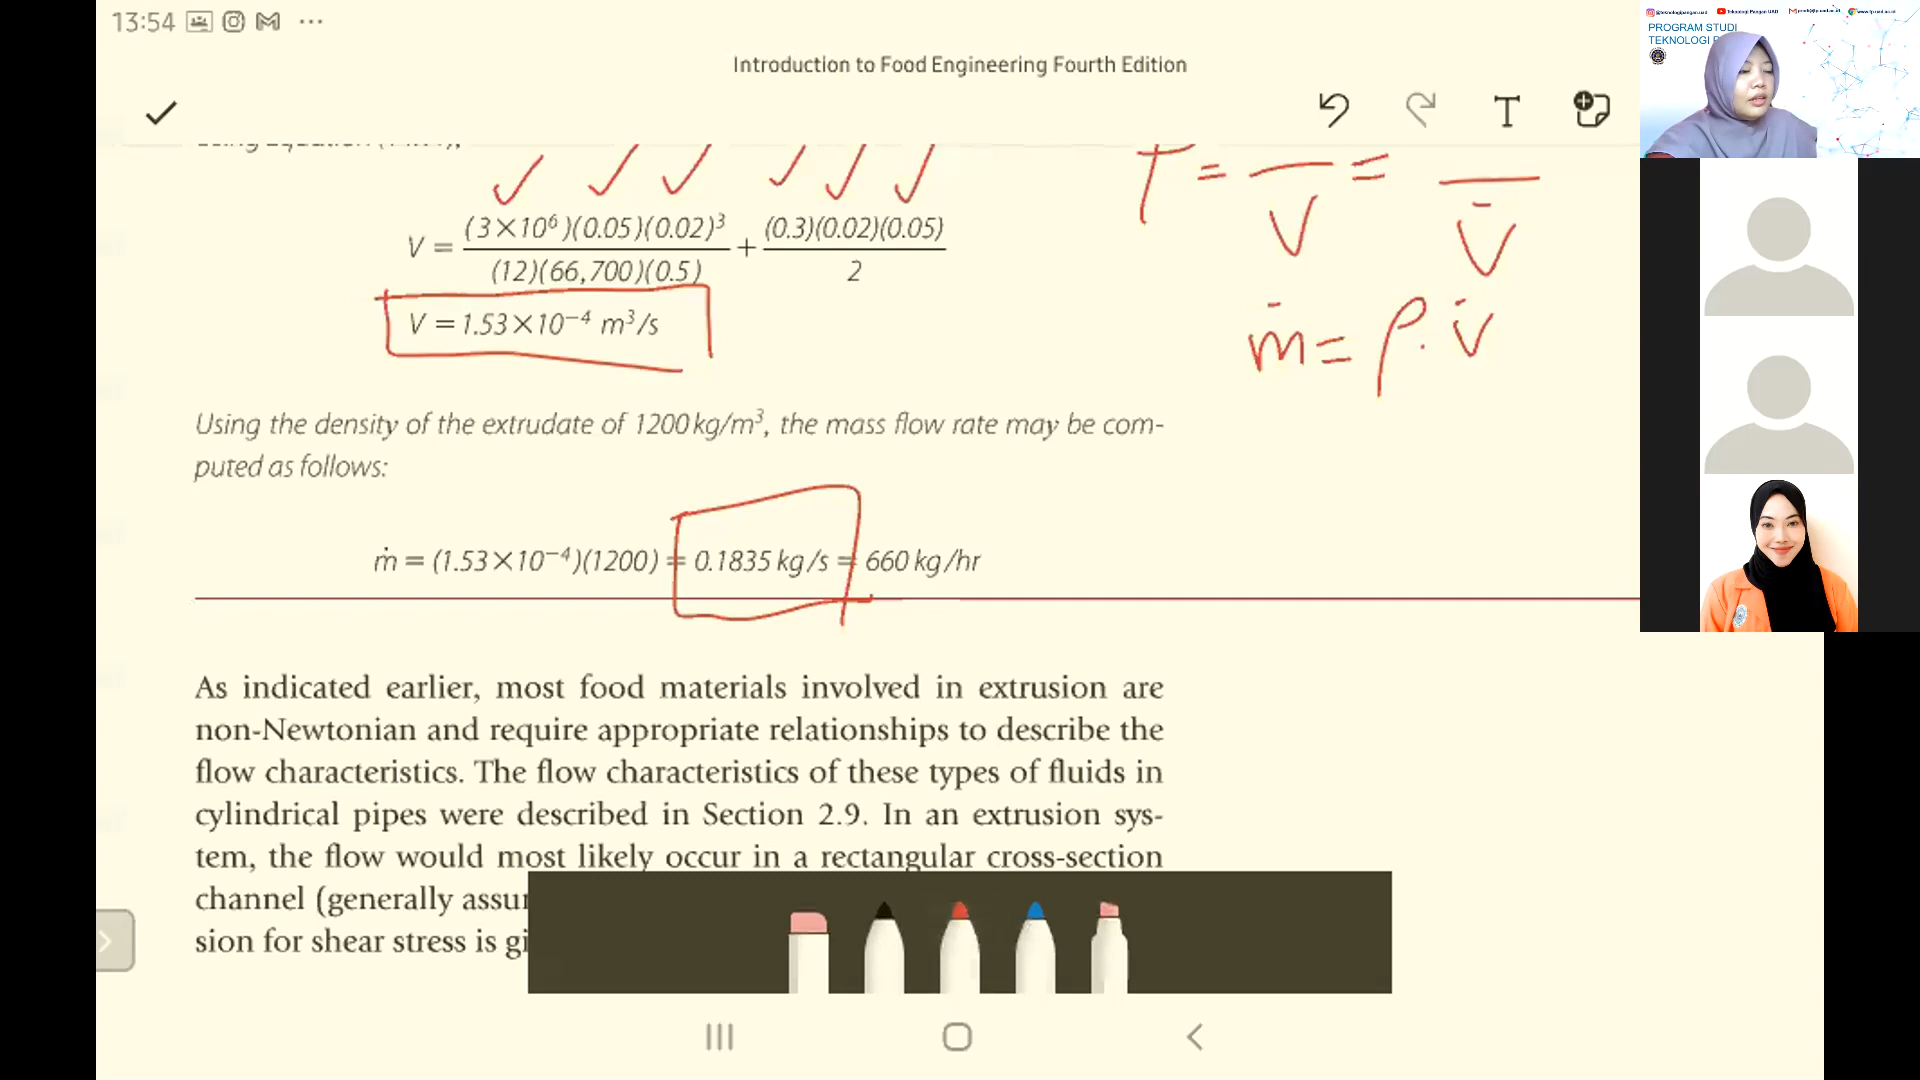 13:54
Introduction to Food Engineering Fourth Edition
T
@teknologipangan.uad Teknologi Pangan UAD
PROGRAM STUDI
TEKNOLOGI P
V = (3×10⁶)(0.05)(0.02)³ / (12)(66,700)(0.5) + (0.3)(0.02)(0.05) / 2
V = 1.53×10⁻⁴ m³/s
= — = —
V V̇
ṁ = ρ . V̇
Using the density of the extrudate of 1200 kg/m³, the mass flow rate may be com-
puted as follows:
ṁ = (1.53×10⁻⁴)(1200) = 0.1835 kg/s = 660 kg/hr
As indicated earlier, most food materials involved in extrusion are
non-Newtonian and require appropriate relationships to describe the
flow characteristics. The flow characteristics of these types of fluids in
cylindrical pipes were described in Section 2.9. In an extrusion sys-
tem, the flow would most likely occur in a rectangular cross-section
channel (generally assu
sion for shear stress is gi